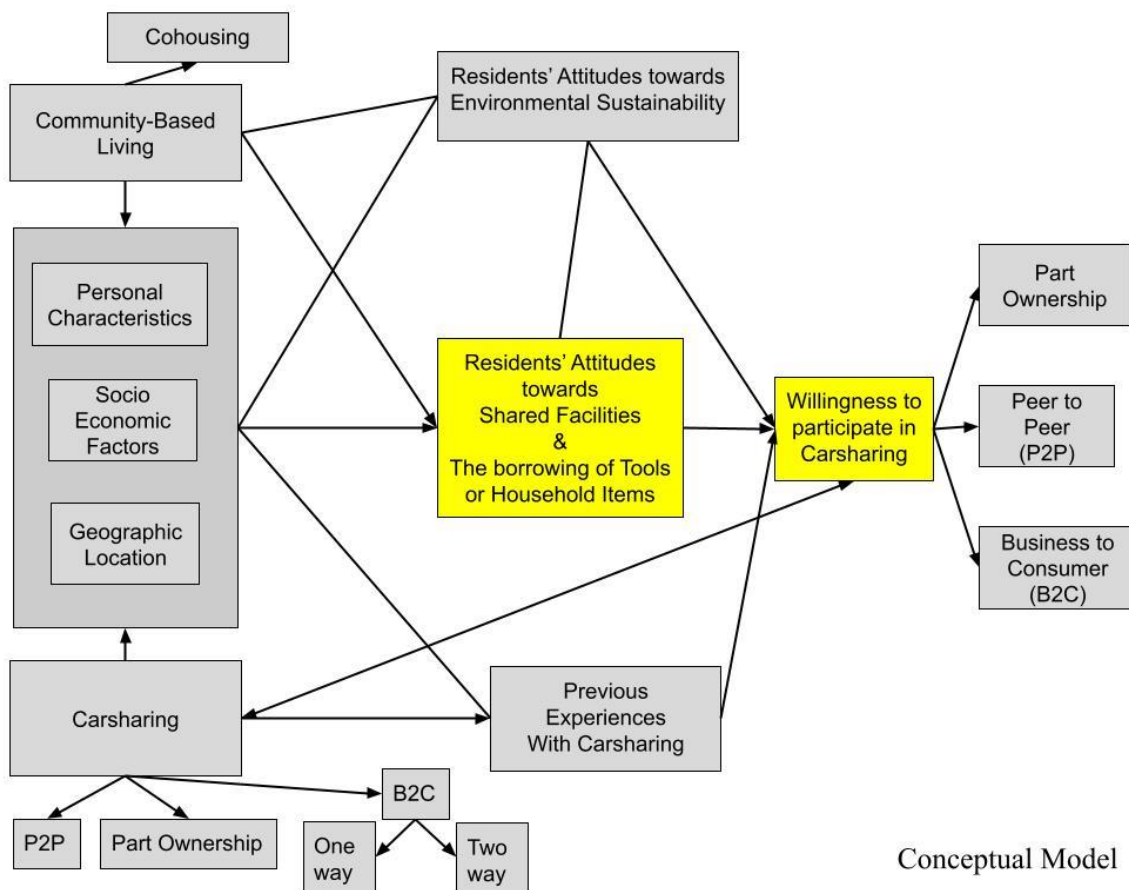 Cohousing
Community-Based
Living
Residents' Attitudes towards
Environmental Sustainability
Personal
Characteristics
Socio
Economic
Factors
Geographic
Location
Residents' Attitudes
towards
Shared Facilities
&
The borrowing of Tools
or Household Items
Willingness to
participate in
Carsharing
Part
Ownership
Peer to
Peer
(P2P)
Business to
Consumer
(B2C)
Carsharing
Previous
Experiences
With Carsharing
P2P
Part Ownership
B2C
One
way
Two
way
Conceptual Model